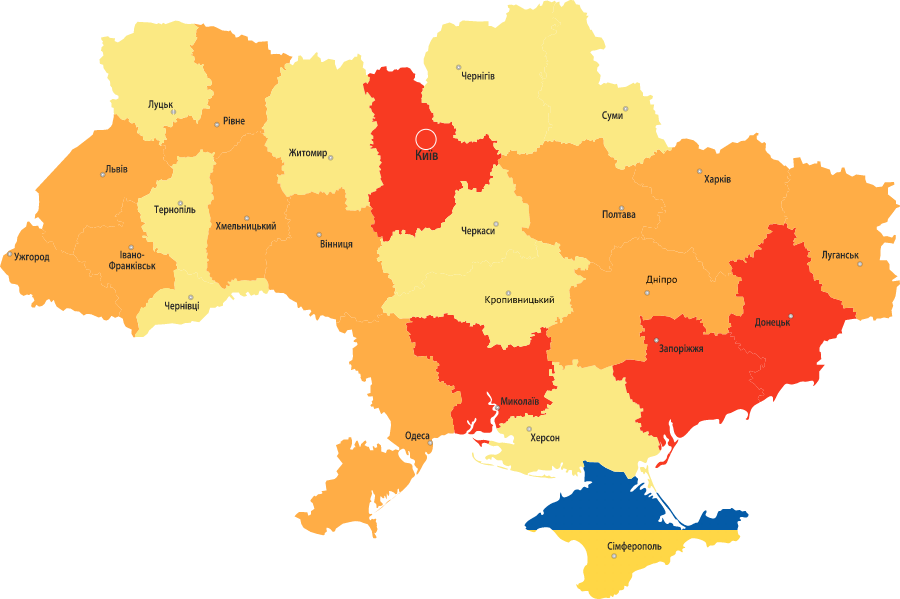 Чернігів
Луцьк
Суми
Рівне
Житомир
Київ
Львів
Харків
Тернопіль
Полтава
Хмельницький
Черкаси
Вінниця
Ужгород
Івано-
Франківськ
Луганськ
Дніпро
Чернівці
Кропивницький
Донецьк
Запоріжжя
Миколаїв
Одеса
Херсон
Сімферополь